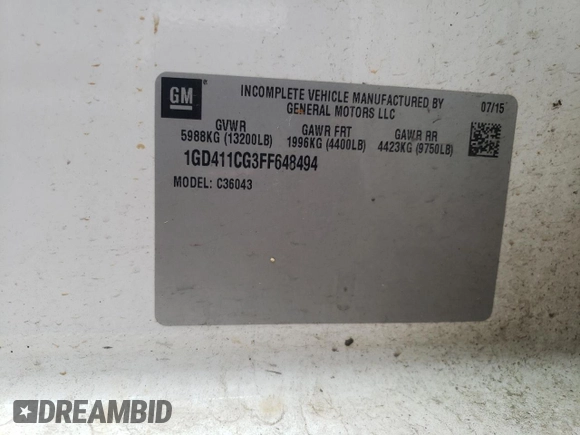 GM
INCOMPLETE VEHICLE MANUFACTURED BY
GENERAL MOTORS LLC
07/15
GVWR
5988KG (13200LB)
GAWR FRT
1996KG (4400LB)
GAWR RR
4423KG (9750LB)
1GD411CG3FF648494
MODEL: C36043
DREAMBID